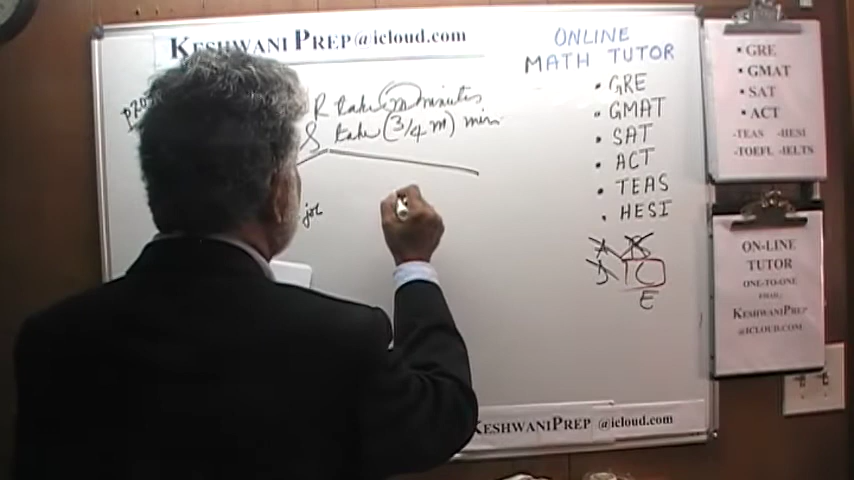 KESHWANI PREP@icloud.com
R take m minutes
S take (3/4 m) min
job
ONLINE
MATH TUTOR
• GRE
• GMAT
• SAT
• ACT
• TEAS
• HESI
A B
D C
E
• GRE
• GMAT
• SAT
• ACT
-TEAS -HESI
-TOEFL -IELTS
ON-LINE
TUTOR
ONE-TO-ONE
EMAIL:
KESHWANIPREP
@ICLOUD.COM
KESHWANIPREP @icloud.com